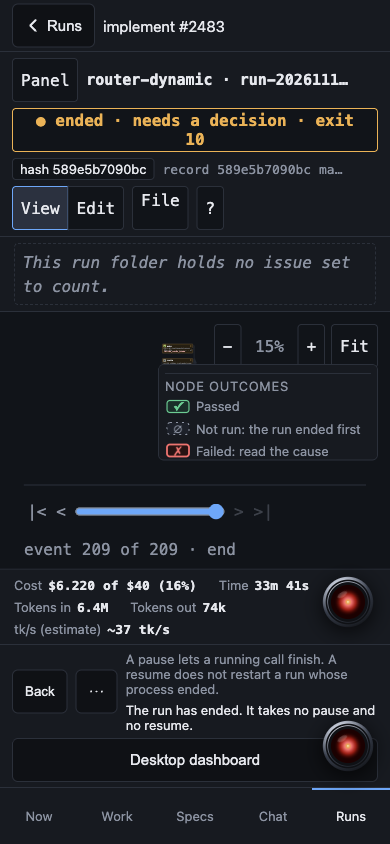 Runs
implement #2483
Panel
router-dynamic · run-2026111…
● ended · needs a decision · exit
10
hash 589e5b7090bc
record 589e5b7090bc ma…
View
Edit
File
?
This run folder holds no issue set
to count.
−
15%
+
Fit
NODE OUTCOMES
Passed
Not run: the run ended first
Failed: read the cause
|< < > >|
event 209 of 209 · end
Cost $6.220 of $40 (16%) Time 33m 41s
Tokens in 6.4M Tokens out 74k
tk/s (estimate) ~37 tk/s
A pause lets a running call finish. A
resume does not restart a run whose
process ended.
Back
...
The run has ended. It takes no pause and
no resume.
Desktop dashboard
Now
Work
Specs
Chat
Runs